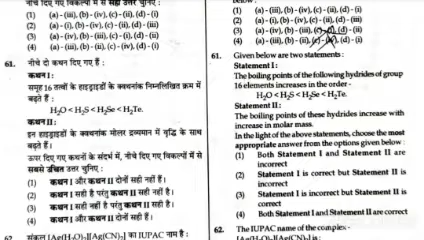 नीचे दिए गए विकल्पों में से सही उत्तर चुनिए :
(1) (a) - (iii), (b) - (iv), (c) - (ii), (d) - (i)
(2) (a) - (i), (b) - (iv), (c) - (ii), (d) - (iii)
(3) (a) - (iii), (b) - (i), (c) - (ii), (d) - (iv)
(4) (a) - (iii), (b) - (ii), (c) - (iv), (d) - (i)
61. नीचे दो कथन दिए गए हैं :
कथन I :
समूह 16 तत्वों के हाइड्राइडों के क्वथनांक निम्नलिखित क्रम में
बढ़ते हैं :
H₂O < H₂S < H₂Se < H₂Te.
कथन II :
इन हाइड्राइडों के क्वथनांक मोलर द्रव्यमान में वृद्धि के साथ
बढ़ते हैं।
ऊपर दिए गए कथनों के संदर्भ में, नीचे दिए गए विकल्पों में से
सबसे उचित उत्तर चुनिए :
(1) कथन I और कथन II दोनों सही नहीं हैं।
(2) कथन I सही है परंतु कथन II सही नहीं है।
(3) कथन I सही नहीं है परंतु कथन II सही है।
(4) कथन I और कथन II दोनों सही हैं।
62. संकुल [Ag(H₂O)₂][Ag(CN)₂] का IUPAC नाम है :
below :
(1) (a) - (iii), (b) - (iv), (c) - (ii), (d) - (i)
(2) (a) - (i), (b) - (iv), (c) - (ii), (d) - (iii)
(3) (a) - (iii), (b) - (i), (c) - (ii), (d) - (iv)
(4) (a) - (iii), (b) - (ii), (c) - (iv), (d) - (i)
61. Given below are two statements :
Statement I :
The boiling points of the following hydrides of group
16 elements increases in the order -
H₂O < H₂S < H₂Se < H₂Te.
Statement II :
The boiling points of these hydrides increase with
increase in molar mass.
In the light of the above statements, choose the most
appropriate answer from the options given below :
(1) Both Statement I and Statement II are
incorrect
(2) Statement I is correct but Statement II is
incorrect
(3) Statement I is incorrect but Statement II is
correct
(4) Both Statement I and Statement II are correct
62. The IUPAC name of the complex -
[Ag(H₂O)₂][Ag(CN)₂] is :